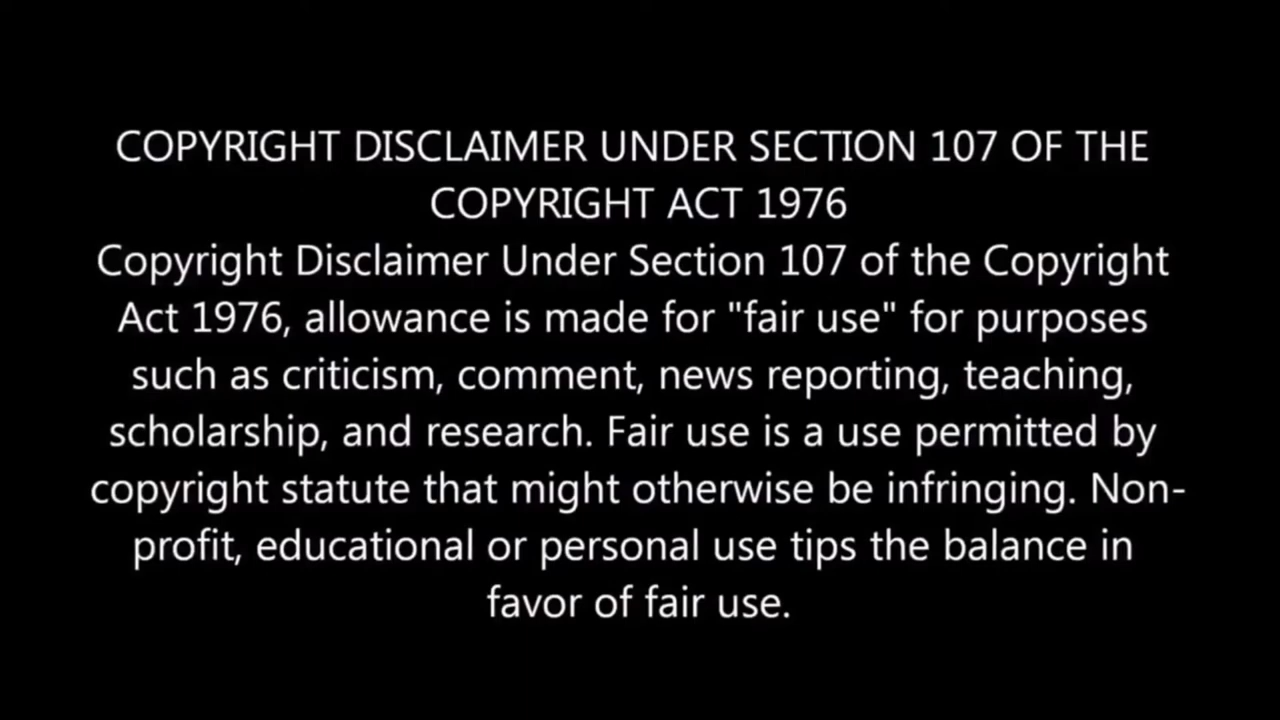 COPYRIGHT DISCLAIMER UNDER SECTION 107 OF THE
COPYRIGHT ACT 1976
Copyright Disclaimer Under Section 107 of the Copyright
Act 1976, allowance is made for "fair use" for purposes
such as criticism, comment, news reporting, teaching,
scholarship, and research. Fair use is a use permitted by
copyright statute that might otherwise be infringing. Non-
profit, educational or personal use tips the balance in
favor of fair use.